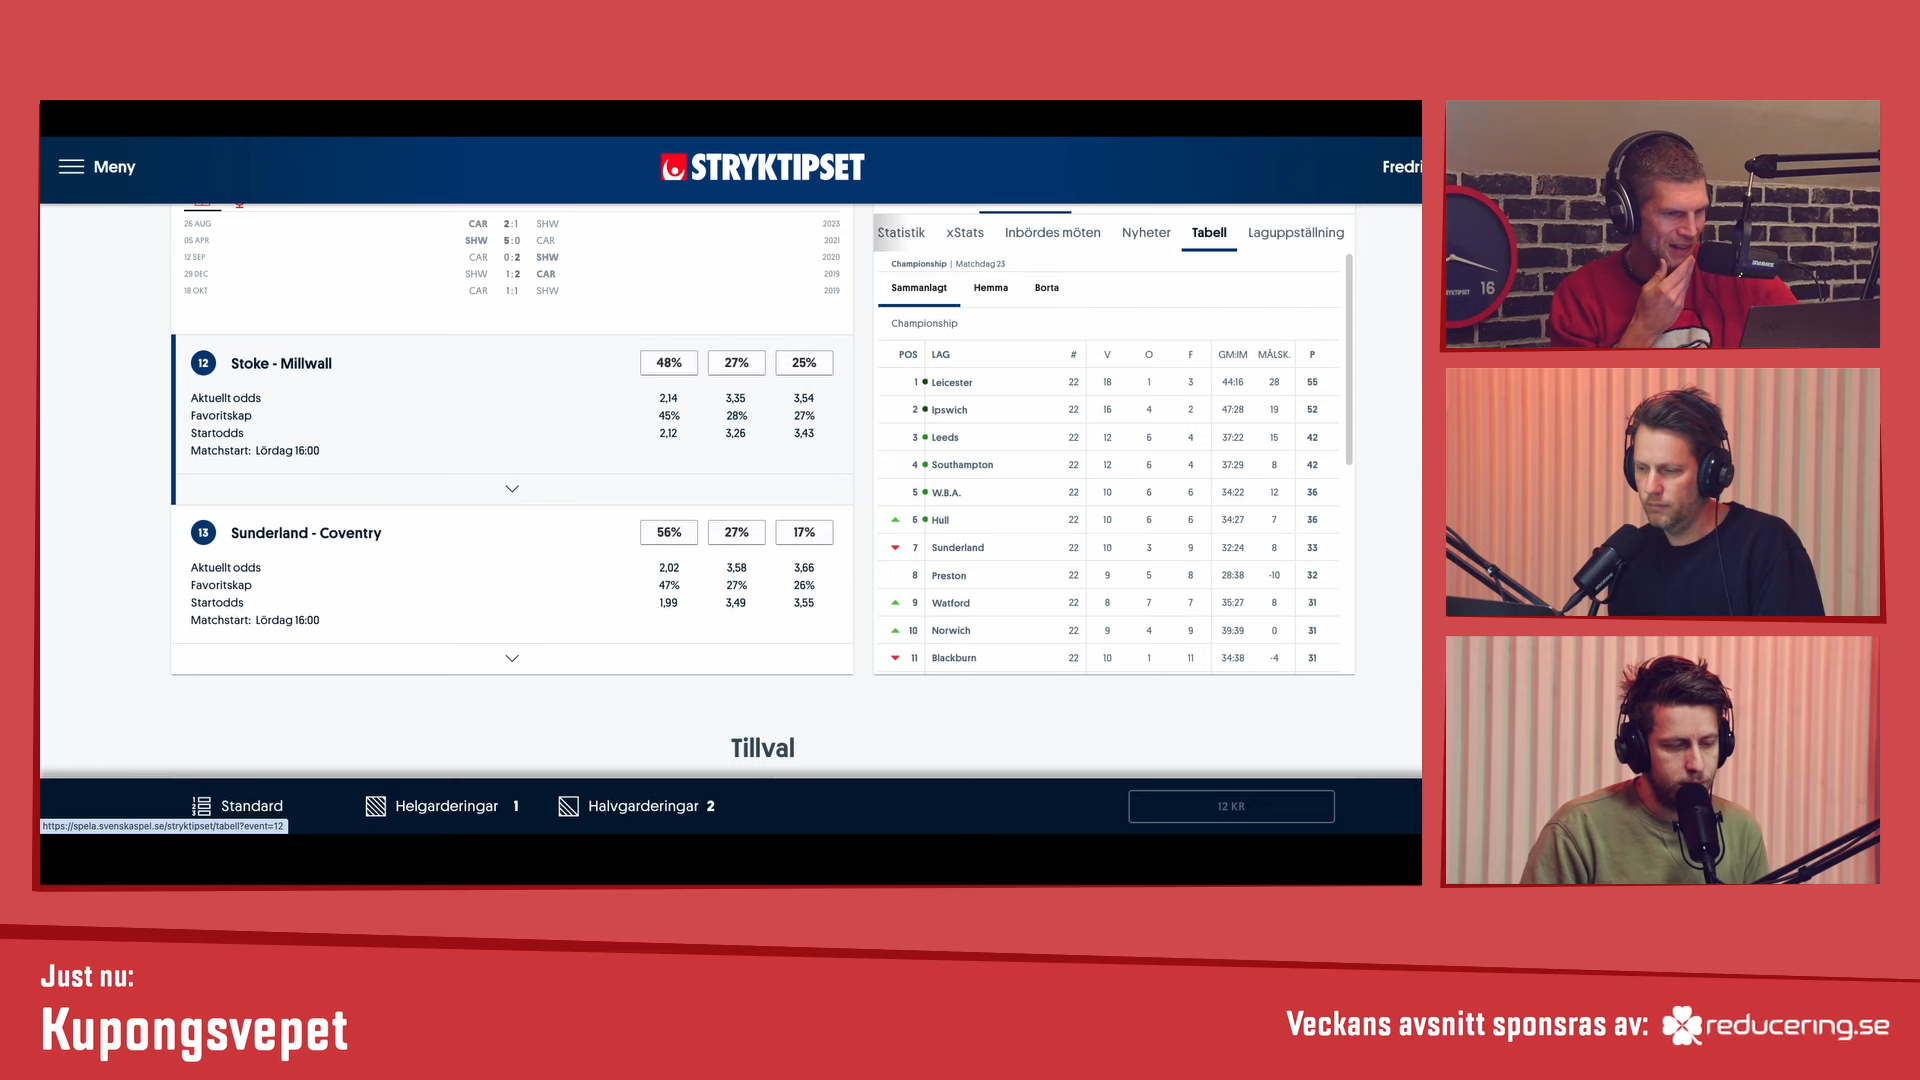 Meny
STRYKTIPSET
Fredri
26 AUG CAR 2:1 SHW 2023
05 APR SHW 5:0 CAR 2021
12 SEP CAR 0:2 SHW 2020
29 DEC SHW 1:2 CAR 2019
18 OKT CAR 1:1 SHW 2019
12 Stoke - Millwall 48% 27% 25%
Aktuellt odds 2,14 3,35 3,54
Favoritskap 45% 28% 27%
Startodds 2,12 3,26 3,43
Matchstart: Lördag 16:00
13 Sunderland - Coventry 56% 27% 17%
Aktuellt odds 2,02 3,58 3,66
Favoritskap 47% 27% 26%
Startodds 1,99 3,49 3,55
Matchstart: Lördag 16:00
Statistik xStats Inbördes möten Nyheter Tabell Laguppställning
Championship | Matchdag 23
Sammanlagt Hemma Borta
Championship
POS LAG # V O F GM:IM MÅLSK. P
1 Leicester 22 18 1 3 44:16 28 55
2 Ipswich 22 16 4 2 47:28 19 52
3 Leeds 22 12 6 4 37:22 15 42
4 Southampton 22 12 6 4 37:29 8 42
5 W.B.A. 22 10 6 6 34:22 12 36
6 Hull 22 10 6 6 34:27 7 36
7 Sunderland 22 10 3 9 32:24 8 33
8 Preston 22 9 5 8 28:38 -10 32
9 Watford 22 8 7 7 35:27 8 31
10 Norwich 22 9 4 9 39:39 0 31
11 Blackburn 22 10 1 11 34:38 -4 31
Tillval
Standard Helgarderingar 1 Halvgarderingar 2 12 KR
https://spela.svenskaspel.se/stryktipset/tabell?event=12
16
Just nu:
Kupongsvepet
Veckans avsnitt sponsras av: reducering.se